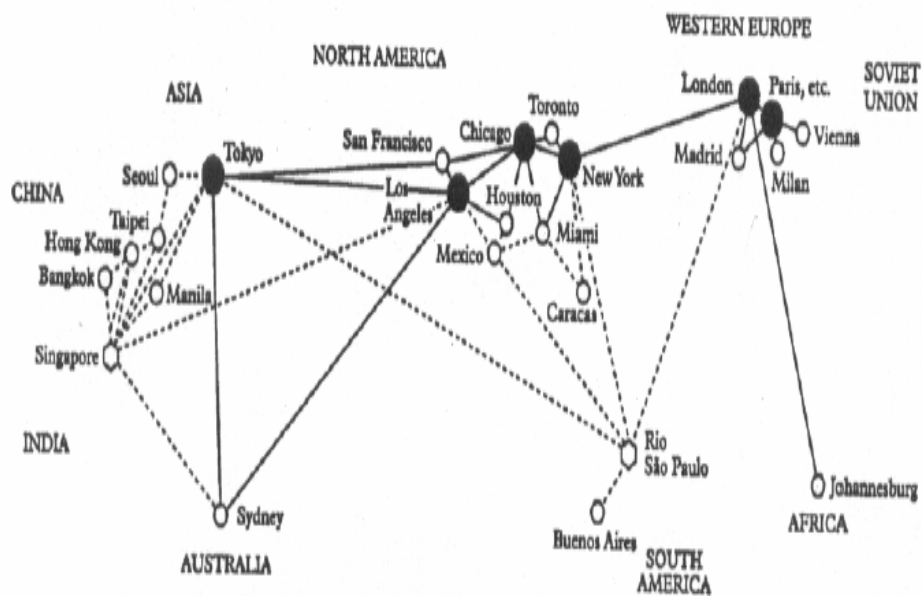 WESTERN EUROPE
NORTH AMERICA
SOVIET
UNION
London
Paris, etc.
ASIA
Toronto
Chicago
San Francisco
Vienna
Tokyo
Madrid
New York
Milan
Seoul
CHINA
Los
Angeles
Houston
Taipei
Hong Kong
Miami
Mexico
Bangkok
Manila
Caracas
Singapore
INDIA
Rio
São Paulo
Johannesburg
Sydney
AFRICA
Buenos Aires
AUSTRALIA
SOUTH
AMERICA